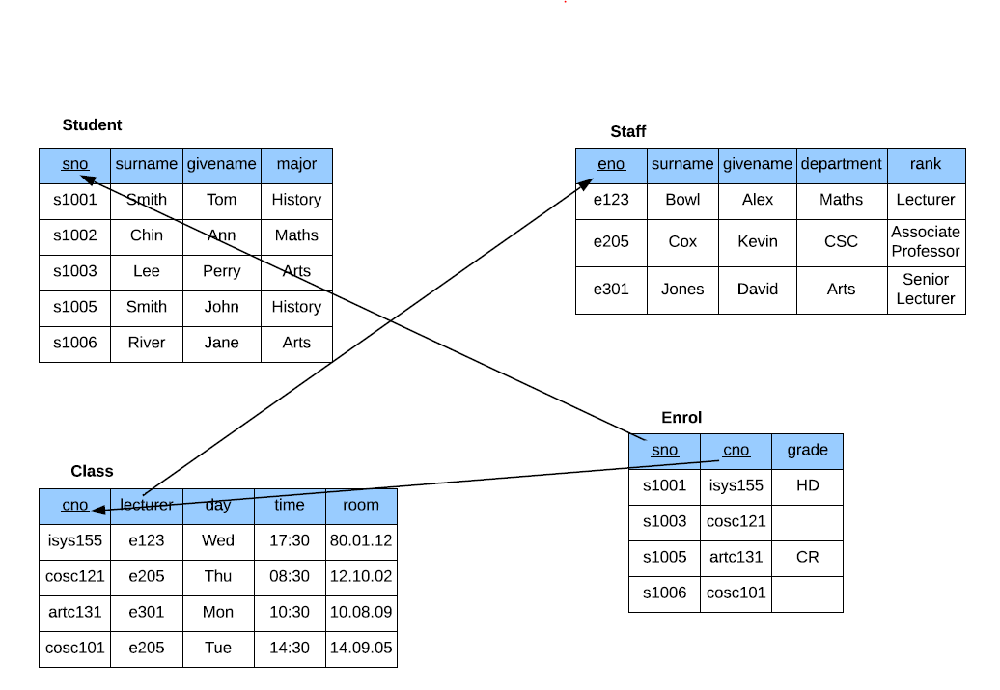 Student
sno surname givename major
s1001 Smith Tom History
s1002 Chin Ann Maths
s1003 Lee Perry Arts
s1005 Smith John History
s1006 River Jane Arts
Staff
eno surname givename department rank
e123 Bowl Alex Maths Lecturer
e205 Cox Kevin CSC Associate
Professor
e301 Jones David Arts Senior
Lecturer
Class
cno lecturer day time room
isys155 e123 Wed 17:30 80.01.12
cosc121 e205 Thu 08:30 12.10.02
artc131 e301 Mon 10:30 10.08.09
cosc101 e205 Tue 14:30 14.09.05
Enrol
sno cno grade
s1001 isys155 HD
s1003 cosc121
s1005 artc131 CR
s1006 cosc101